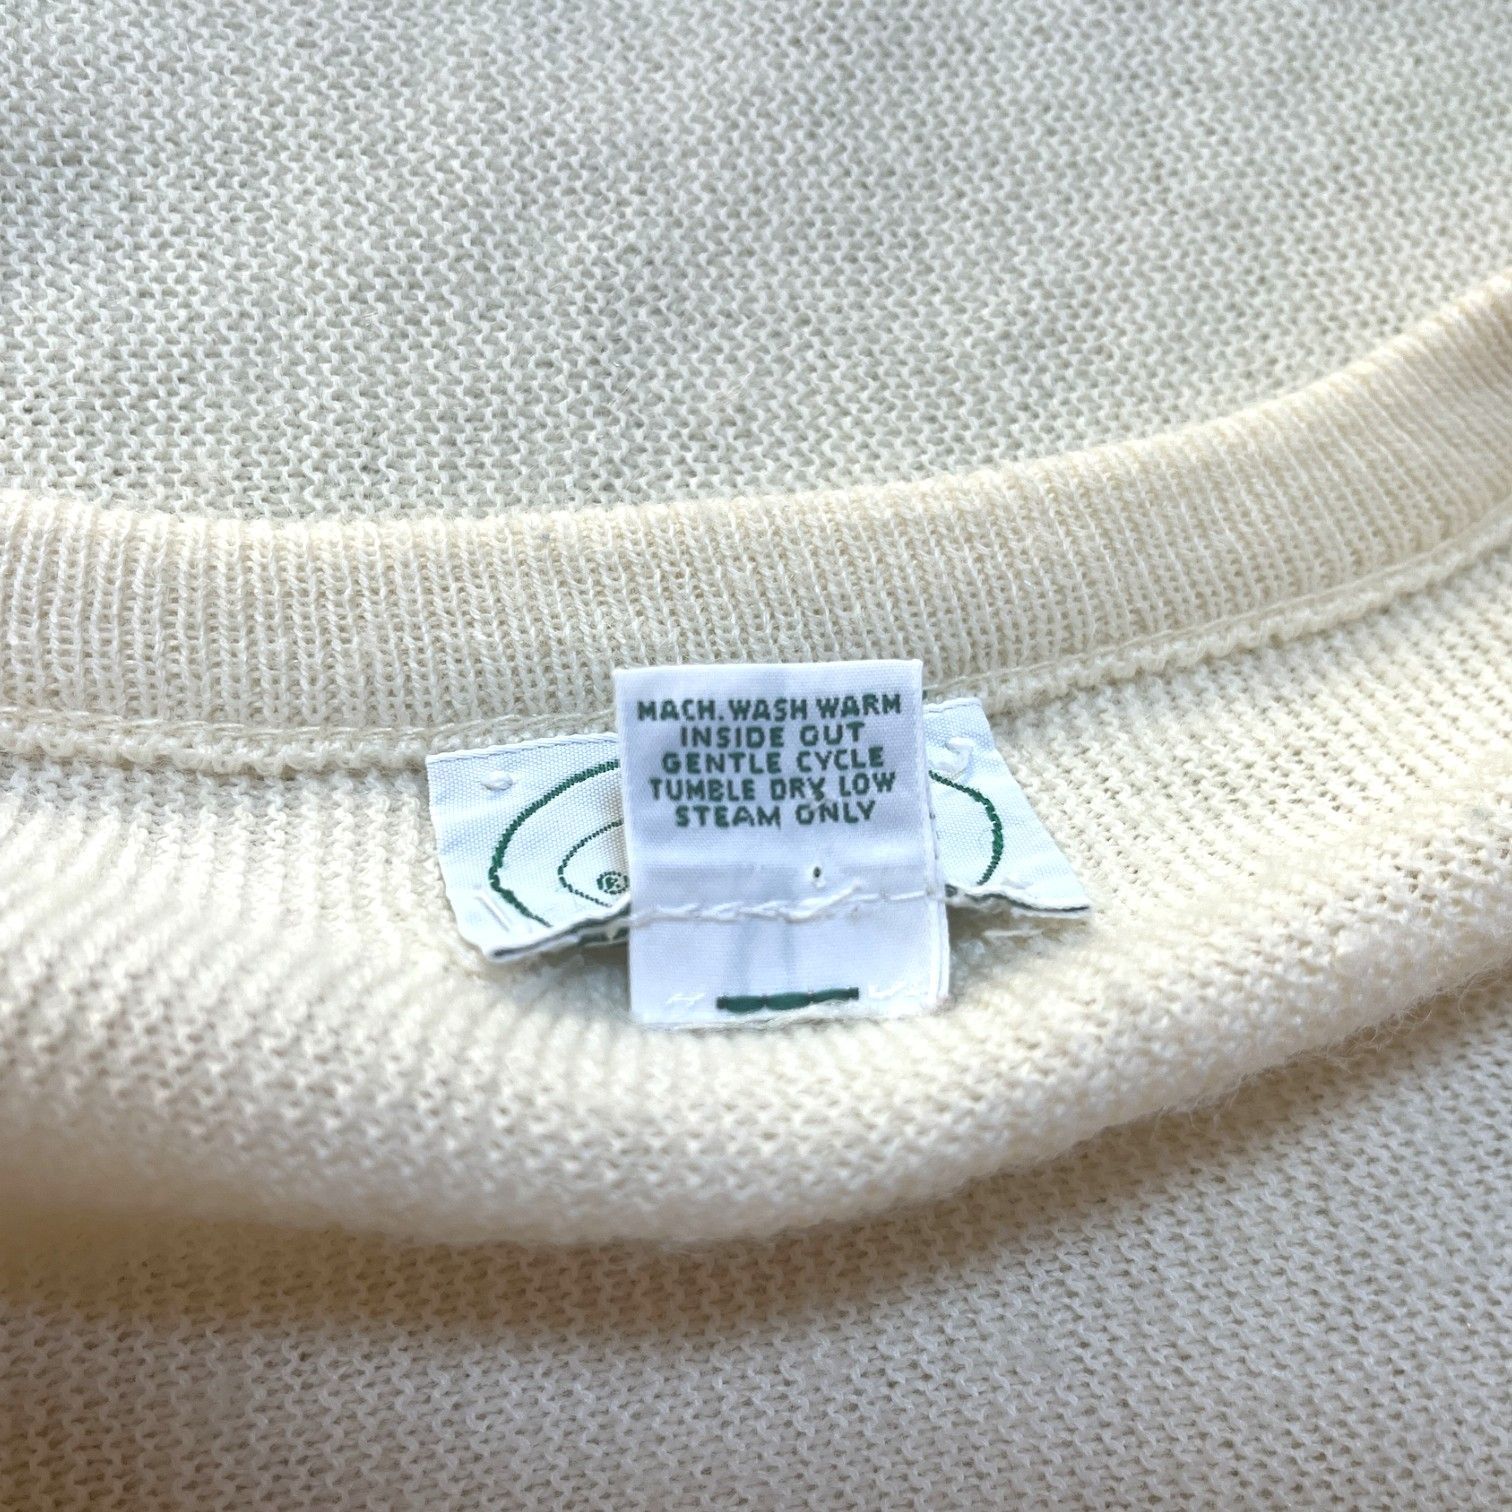 MACH. WASH WARM
INSIDE OUT
GENTLE CYCLE
TUMBLE DRY LOW
STEAM ONLY
®